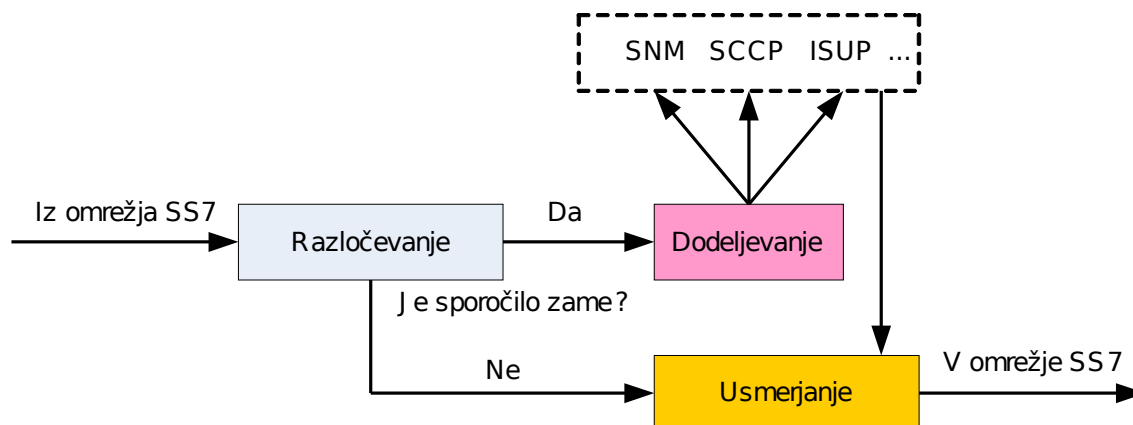 SNM SCCP ISUP ...
Iz omrežja SS7
Da
Razločevanje
Dodeljevanje
Je sporočilo zame?
Ne
V omrežje SS7
Usmerjanje